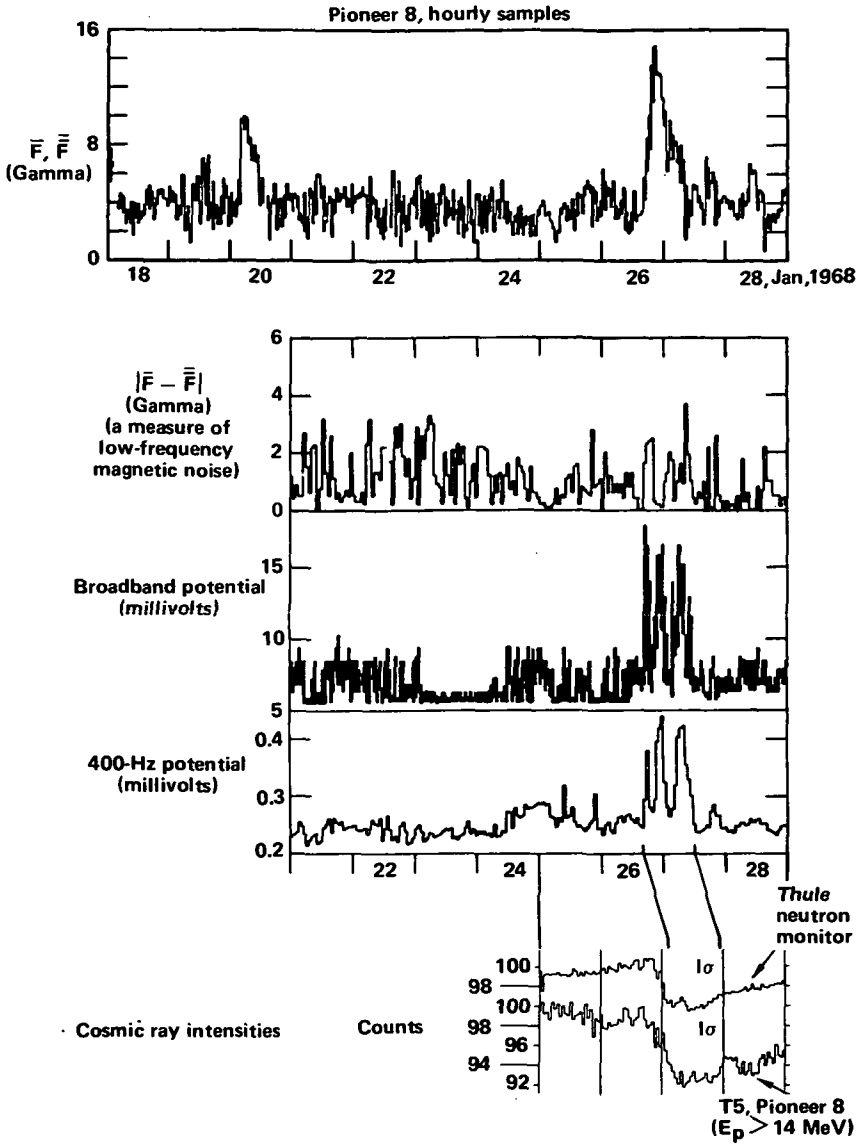 Pioneer 8, hourly samples
16
8
0
F̄, F̿
(Gamma)
18 20 22 24 26 28, Jan, 1968
6
4
2
0
|F̄ − F̿|
(Gamma)
(a measure of
low-frequency
magnetic noise)
15
10
5
Broadband potential
(millivolts)
0.4
0.3
0.2
400-Hz potential
(millivolts)
22 24 26 28
Thule
neutron
monitor
100
98
100
98
96
94
92
Iσ
Iσ
Cosmic ray intensities
Counts
T5, Pioneer 8
(Ep > 14 MeV)